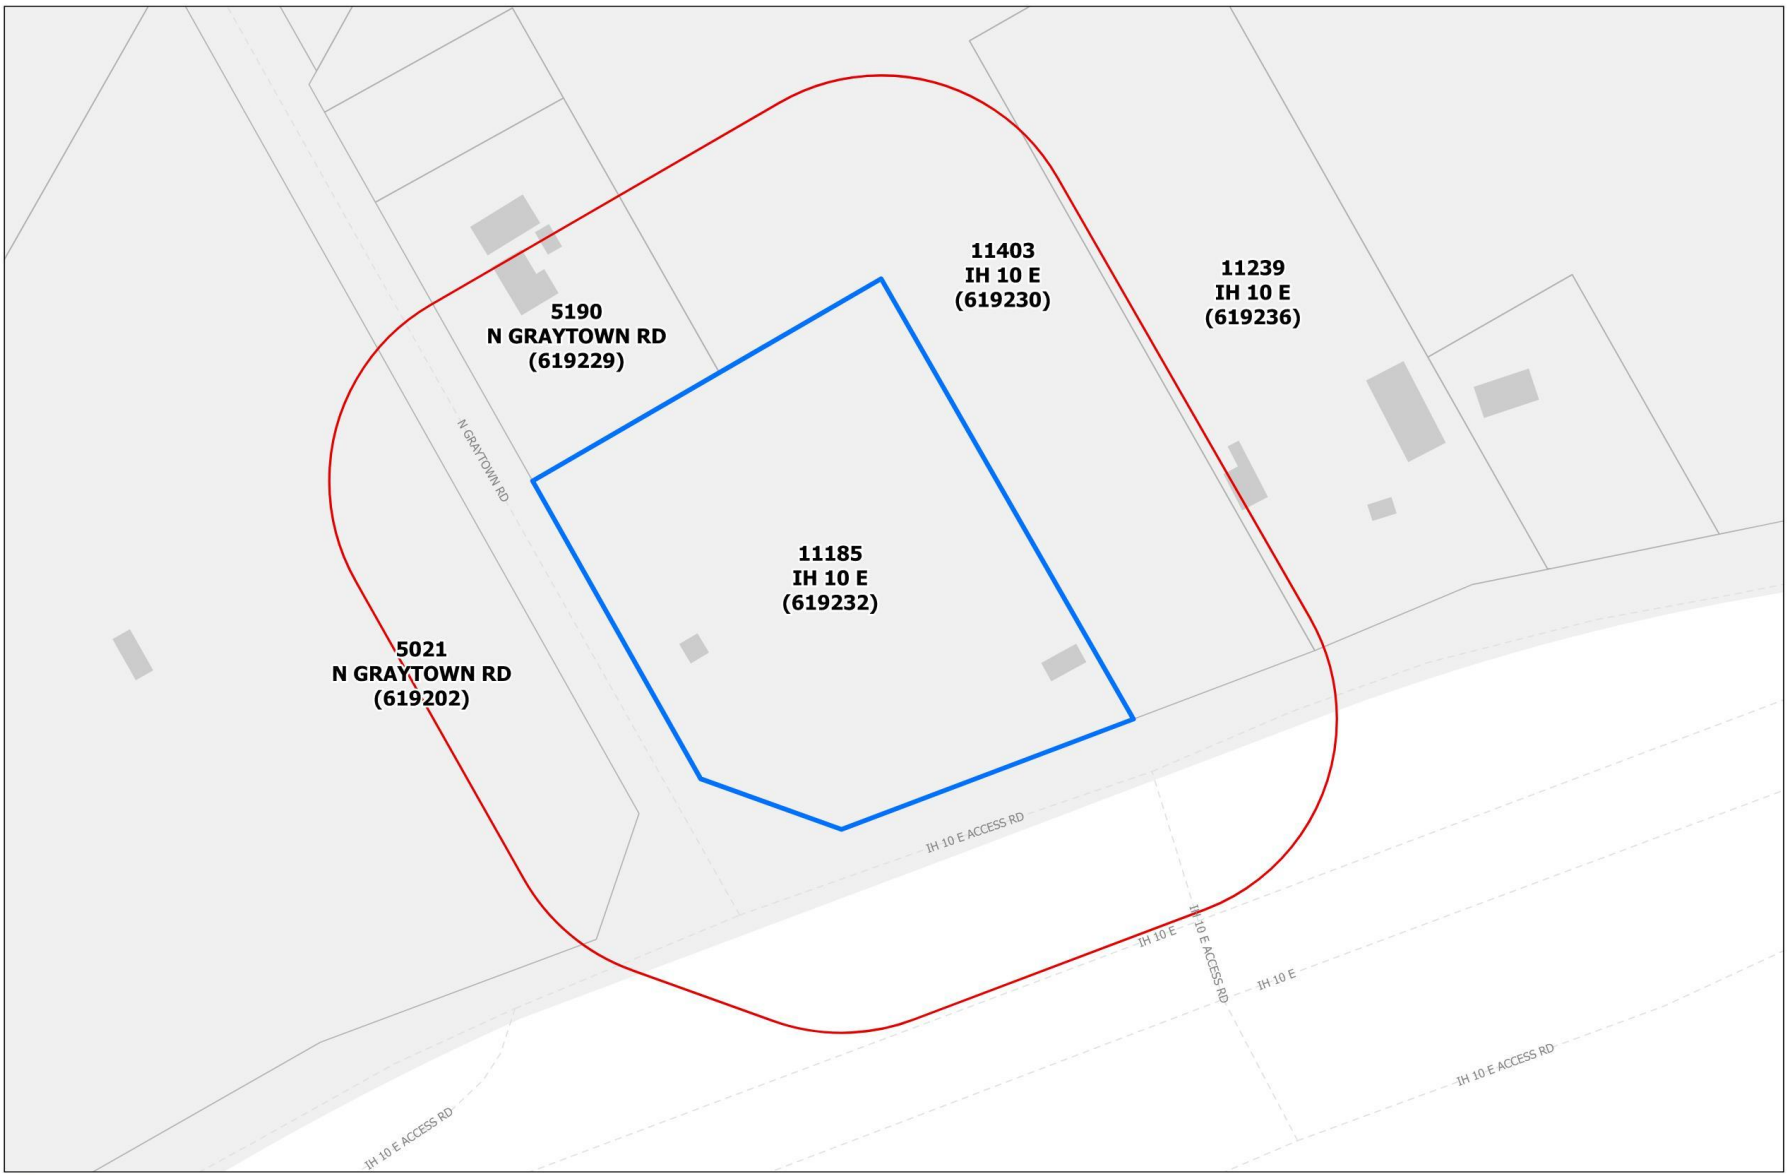 11403
IH 10 E
(619230)
11239
IH 10 E
(619236)
5190
N GRAYTOWN RD
(619229)
N GRAYTOWN RD
11185
IH 10 E
(619232)
5021
N GRAYTOWN RD
(619202)
IH 10 E ACCESS RD
IH 10 E
IH 10 E ACCESS RD
IH 10 E
IH 10 E ACCESS RD
IH 10 E ACCESS RD